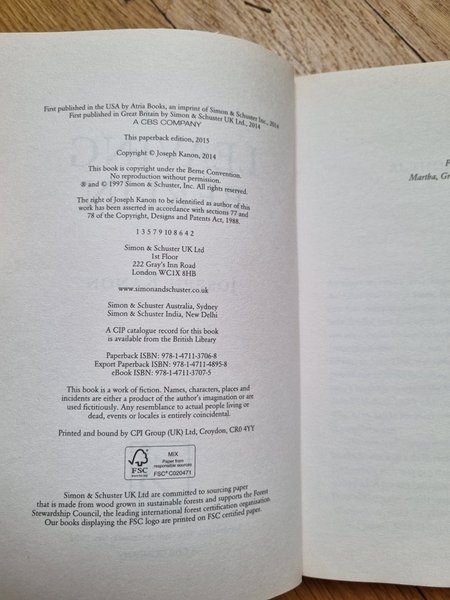 First published in the USA by Atria Books, an imprint of Simon & Schuster Inc., 2014
First published in Great Britain by Simon & Schuster UK Ltd., 2014
A CBS COMPANY
This paperback edition, 2015
Copyright © Joseph Kanon, 2014
This book is copyright under the Berne Convention.
No reproduction without permission.
® and © 1997 Simon & Schuster, Inc. All rights reserved.
The right of Joseph Kanon to be identified as author of this
work has been asserted in accordance with sections 77 and
78 of the Copyright, Designs and Patents Act, 1988.
1 3 5 7 9 10 8 6 4 2
Simon & Schuster UK Ltd
1st Floor
222 Gray's Inn Road
London WC1X 8HB
www.simonandschuster.co.uk
Simon & Schuster Australia, Sydney
Simon & Schuster India, New Delhi
A CIP catalogue record for this book
is available from the British Library
Paperback ISBN: 978-1-4711-3706-8
Export Paperback ISBN: 978-1-4711-4895-8
eBook ISBN: 978-1-4711-3707-5
This book is a work of fiction. Names, characters, places and
incidents are either a product of the author's imagination or are
used fictitiously. Any resemblance to actual people living or
dead, events or locales is entirely coincidental.
Printed and bound by CPI Group (UK) Ltd, Croydon, CR0 4YY
FSC
MIX
Paper from
responsible sources
FSC® C020471
Simon & Schuster UK Ltd are committed to sourcing paper
that is made from wood grown in sustainable forests and supports the Forest
Stewardship Council, the leading international forest certification organisation.
Our books displaying the FSC logo are printed on FSC certified paper.
F
Martha, Gr